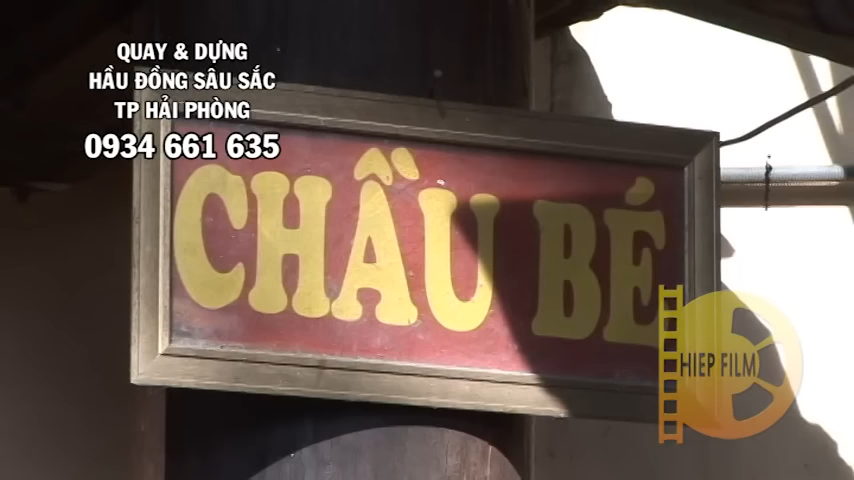 QUAY & DỰNG
HẦU ĐỒNG SÂU SẮC
TP HẢI PHÒNG
0934 661 635
CHẦU BÉ
HIEP FILM